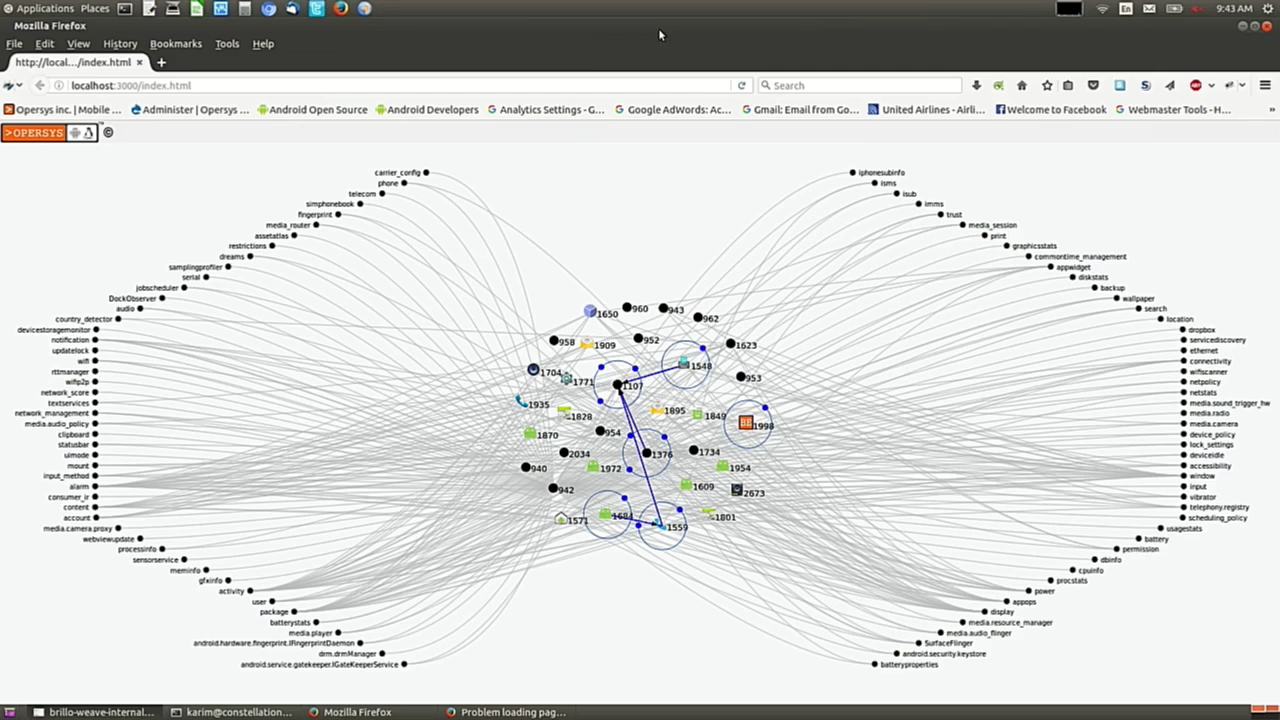 Applications Places En 9:43 AM
Mozilla Firefox
File Edit View History Bookmarks Tools Help
http://local.../index.html × +
localhost:3000/index.html Search
>Opersys inc. | Mobile ... Administer | Opersys ... Android Open Source Android Developers Analytics Settings - G... Google AdWords: Ac... Gmail: Email from Go... United Airlines - Airli... Welcome to Facebook Webmaster Tools - H...
>OPERSYS ©
carrier_config
phone
telecom
simphonebook
fingerprint
media_router
assetatlas
restrictions
dreams
samplingprofiler
serial
jobscheduler
DockObserver
audio
country_detector
devicestoragemonitor
notification
updatelock
wifi
rttmanager
wifip2p
network_score
textservices
network_management
media.audio_policy
clipboard
statusbar
uimode
mount
input_method
alarm
consumer_ir
content
account
media.camera.proxy
webviewupdate
processinfo
sensorservice
meminfo
gfxinfo
activity
user
package
batterystats
media.player
android.hardware.fingerprint.IFingerprintDaemon
drm.drmManager
android.service.gatekeeper.IGateKeeperService
1650
960
943
962
958
1909
952
1623
1704
1771
1107
1548
953
1935
1828
1895
1849
1998
1870
954
2034
1376
1734
940
1972
1954
942
1609
2673
1571
1684
1559
1801
iphonesubinfo
isms
isub
imms
trust
media_session
print
graphicsstats
commontime_management
appwidget
diskstats
backup
wallpaper
search
location
dropbox
servicediscovery
ethernet
connectivity
wifiscanner
netpolicy
netstats
media.sound_trigger_hw
media.radio
media.camera
device_policy
lock_settings
deviceidle
accessibility
window
input
vibrator
telephony.registry
scheduling_policy
usagestats
battery
permission
dbinfo
cpuinfo
procstats
power
appops
display
media.resource_manager
media.audio_flinger
SurfaceFlinger
android.security.keystore
batteryproperties
brillo-weave-internal... karim@constellation... Mozilla Firefox Problem loading pag...